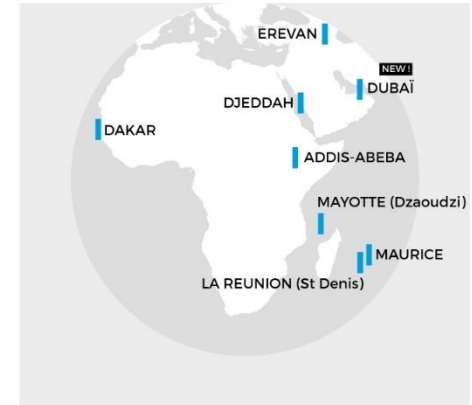 EREVAN
NEW !
DUBAÏ
DJEDDAH
DAKAR
ADDIS-ABEBA
MAYOTTE (Dzaoudzi)
MAURICE
LA REUNION (St Denis)